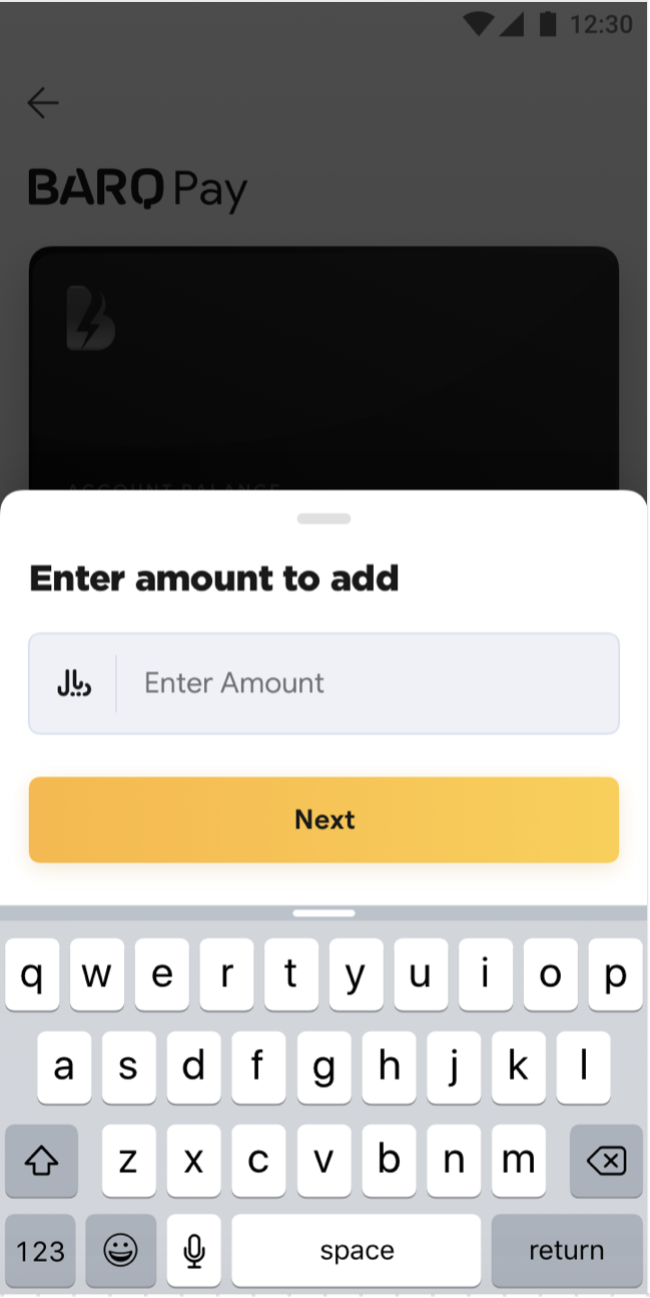 12:30
BARQ Pay
ACCOUNT BALANCE
Enter amount to add
ريال Enter Amount
Next
q w e r t y u i o p
a s d f g h j k l
z x c v b n m
123 space return